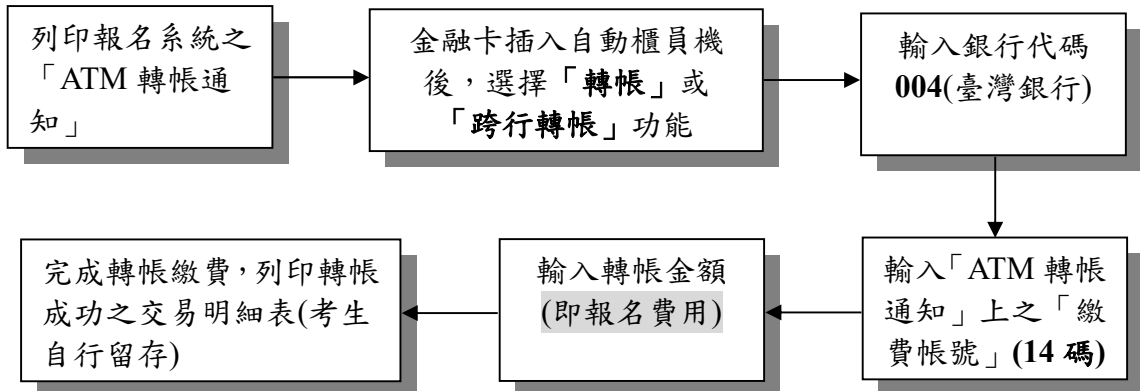 列印報名系統之
「ATM 轉帳通
知」
金融卡插入自動櫃員機
後，選擇「轉帳」或
「跨行轉帳」功能
輸入銀行代碼
004(臺灣銀行)
輸入「ATM 轉帳
通知」上之「繳
費帳號」(14 碼)
輸入轉帳金額
(即報名費用)
完成轉帳繳費，列印轉帳
成功之交易明細表(考生
自行留存)